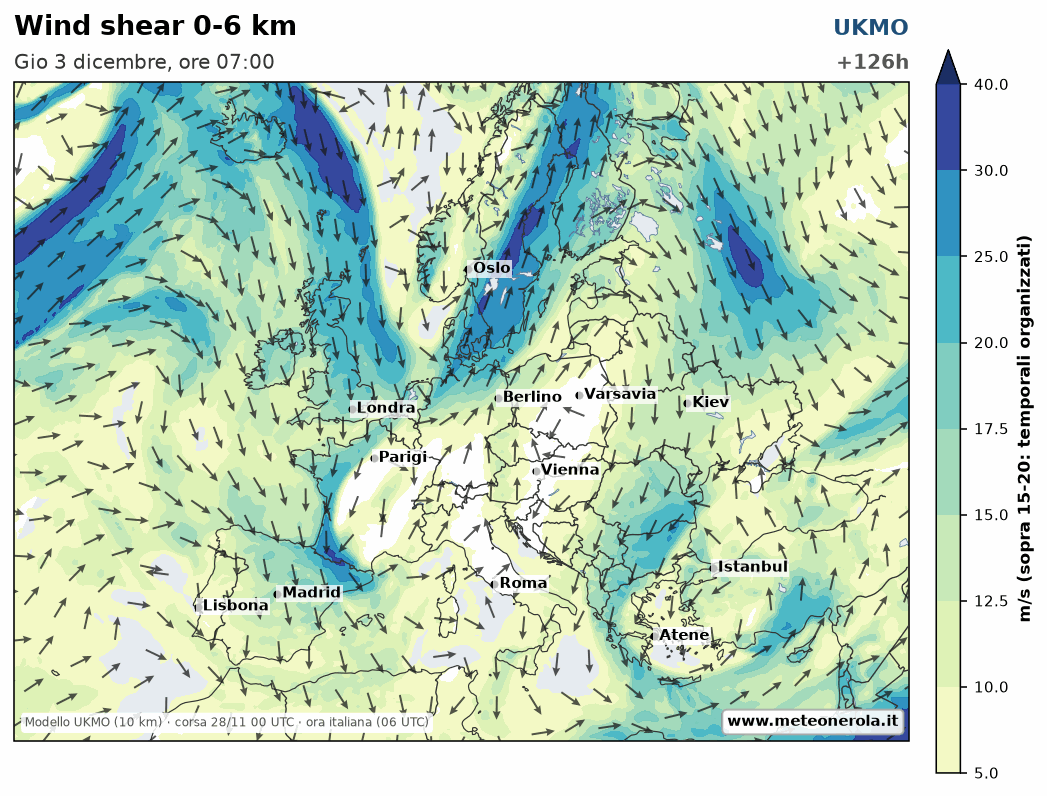 Wind shear 0-6 km
UKMO
Gio 3 dicembre, ore 07:00
+126h
40.0
30.0
25.0
20.0
17.5
15.0
12.5
10.0
5.0
m/s (sopra 15-20: temporali organizzati)
Oslo
Londra
Berlino
Varsavia
Kiev
Parigi
Vienna
Istanbul
Madrid
Roma
Lisbona
Atene
Modello UKMO (10 km) · corsa 28/11 00 UTC · ora italiana (06 UTC)
www.meteonerola.it